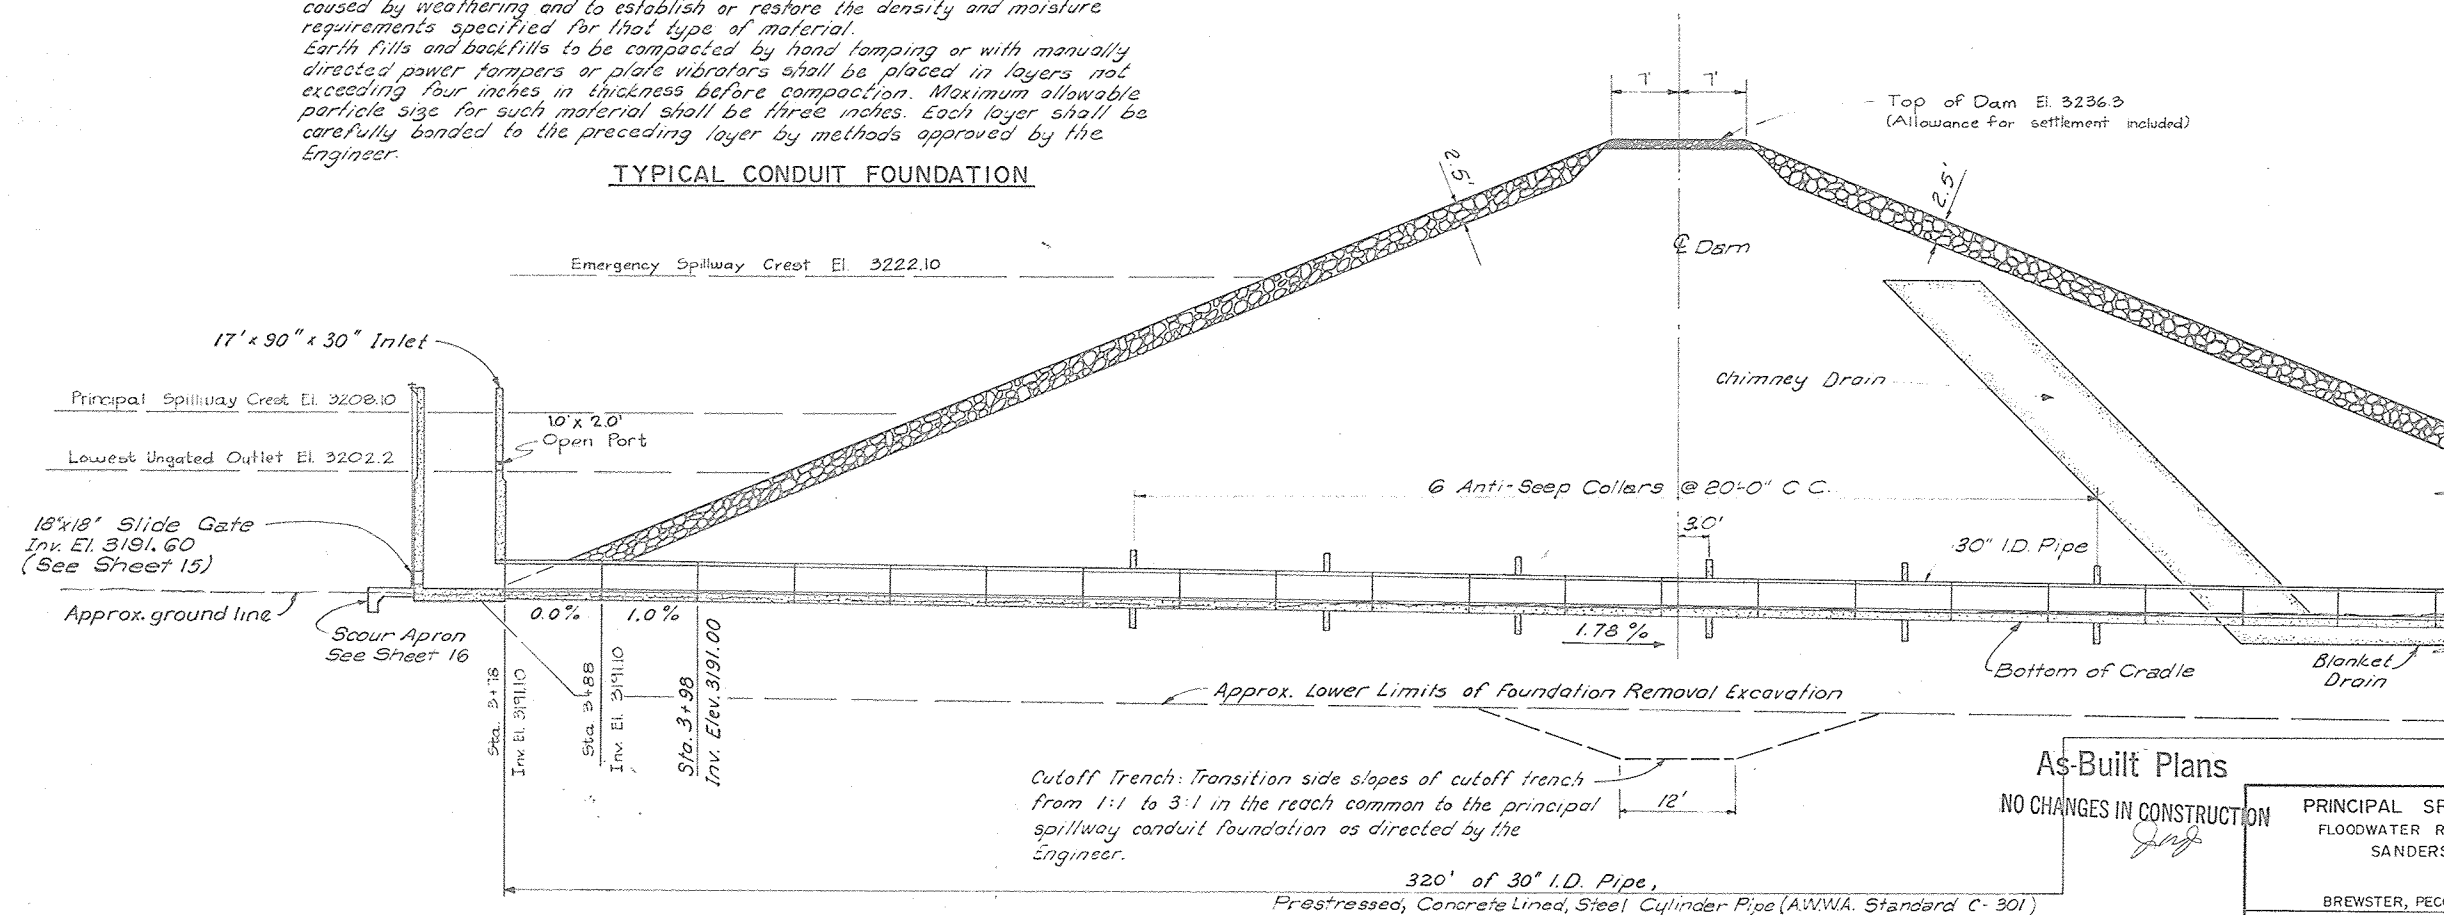 caused by weathering and to establish or restore the density and moisture
requirements specified for that type of material.
Earth fills and backfills to be compacted by hand tamping or with manually
directed power tampers or plate vibrators shall be placed in layers not
exceeding four inches in thickness before compaction. Maximum allowable
particle size for such material shall be three inches. Each layer shall be
carefully bonded to the preceding layer by methods approved by the
Engineer.
TYPICAL CONDUIT FOUNDATION
7' 7'
Top of Dam El. 3236.3
(Allowance for settlement included)
2.5'
2.5'
℄ Dam
Emergency Spillway Crest El. 3222.10
17' x 90" x 30" Inlet
Principal Spillway Crest El. 3208.10
1.0' x 2.0'
Open Port
Lowest Ungated Outlet El. 3202.2
Chimney Drain
6 Anti-Seep Collars @ 20'-0" C C.
3.0'
30" I.D. Pipe
18"x18" Slide Gate
Inv. El. 3191.60
(See Sheet 15)
Approx. ground line
Scour Apron
See Sheet 16
0.0% 1.0%
1.78 %
Sta. 3+78
Inv. El. 3191.10
Sta 3+88
Inv. El. 3191.10
Sta. 3+98
Inv. Elev. 3191.00
Bottom of Cradle
Blanket
Drain
Approx. Lower Limits of Foundation Removal Excavation
Cutoff Trench: Transition side slopes of cutoff trench
from 1:1 to 3:1 in the reach common to the principal
spillway conduit foundation as directed by the
Engineer.
12'
As-Built Plans
NO CHANGES IN CONSTRUCTION
PRINCIPAL SP
FLOODWATER R
SANDERS
BREWSTER, PEC
320' of 30" I.D. Pipe,
Prestressed, Concrete Lined, Steel Cylinder Pipe (A.W.W.A. Standard C-301)